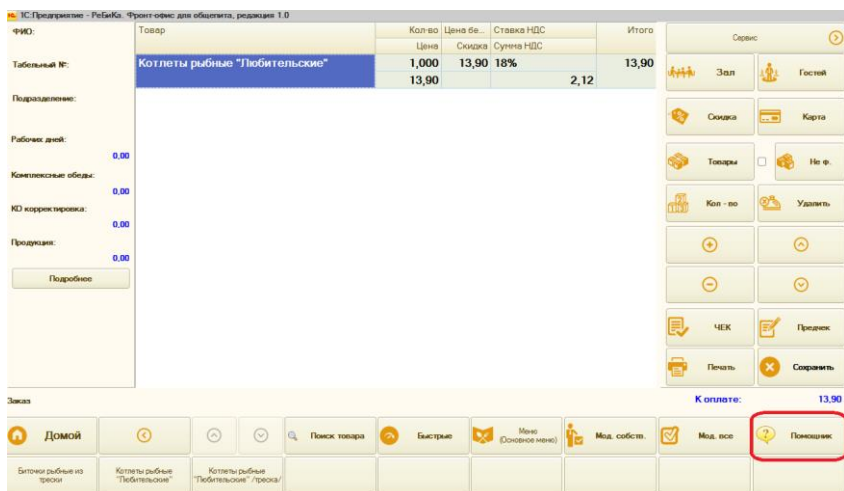 1С:Предприятие - РеБиКа. Фронт-офис для общепита, редакция 1.0
ФИО:
Табельный №:
Подразделение:
Рабочих дней:
0,00
Комплексные обеды:
0,00
КО корректировка:
0,00
Продукция:
0,00
Подробнее
Товар Кол-во Цена бе... Ставка НДС Итого
Цена Скидка Сумма НДС
Котлеты рыбные "Любительские" 1,000 13,90 18% 13,90
13,90 2,12
Сервис
Зал Гостей
Скидка Карта
Товары Не ф.
Кол - во Удалить
ЧЕК Пречек
Печать Сохранить
Заказ К оплате: 13,90
Домой Поиск товара Быстрые Меню (Основное меню) Мод. собств. Мод. все Помощник
Биточки рыбные из трески
Котлеты рыбные "Любительские"
Котлеты рыбные "Любительские" /треска/